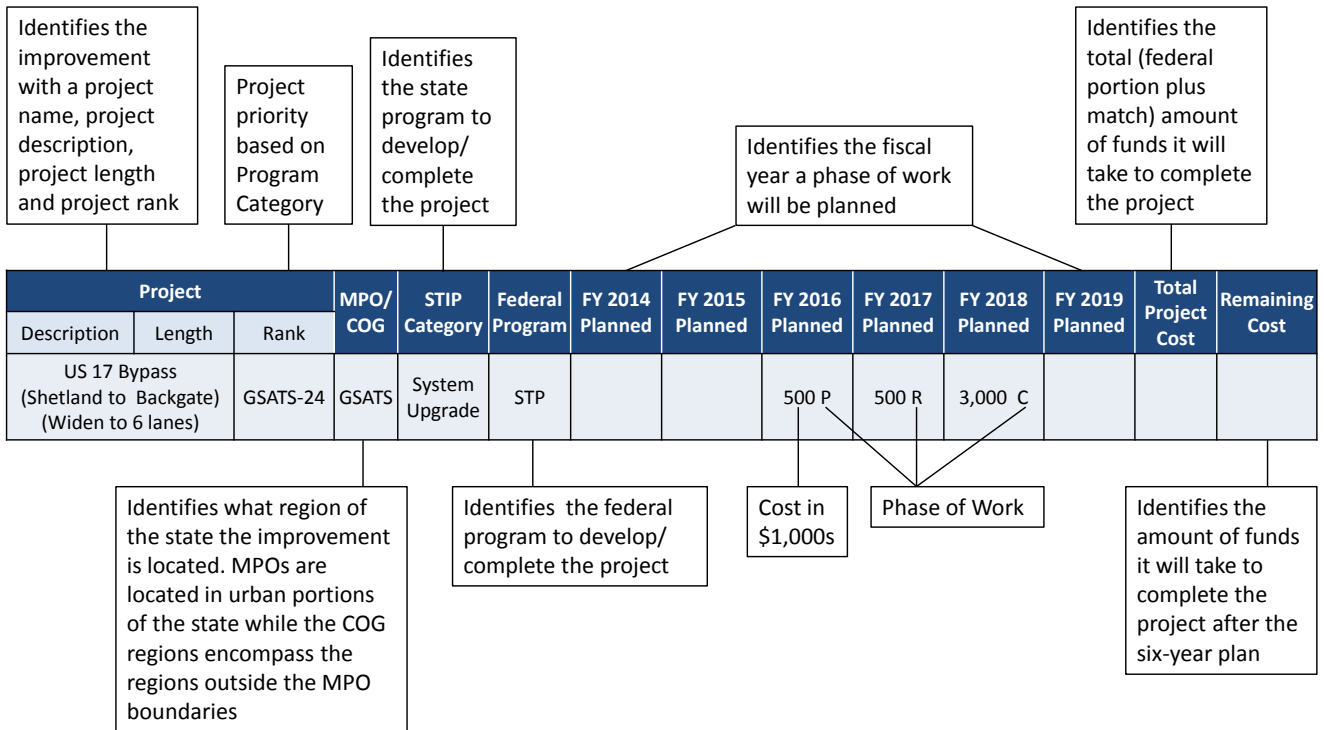 Identifies the
improvement
with a project
name, project
description,
project length
and project rank
Project
priority
based on
Program
Category
Identifies
the state
program to
develop/
complete
the project
Identifies the fiscal
year a phase of work
will be planned
Identifies the
total (federal
portion plus
match) amount
of funds it will
take to complete
the project
Project
Description
Length
Rank
MPO/
COG
STIP
Category
Federal
Program
FY 2014
Planned
FY 2015
Planned
FY 2016
Planned
FY 2017
Planned
FY 2018
Planned
FY 2019
Planned
Total
Project
Cost
Remaining
Cost
US 17 Bypass
(Shetland to Backgate)
(Widen to 6 lanes)
GSATS-24
GSATS
System
Upgrade
STP
500 P
500 R
3,000 C
Identifies what region of
the state the improvement
is located. MPOs are
located in urban portions
of the state while the COG
regions encompass the
regions outside the MPO
boundaries
Identifies the federal
program to develop/
complete the project
Cost in
$1,000s
Phase of Work
Identifies the
amount of funds
it will take to
complete the
project after the
six-year plan